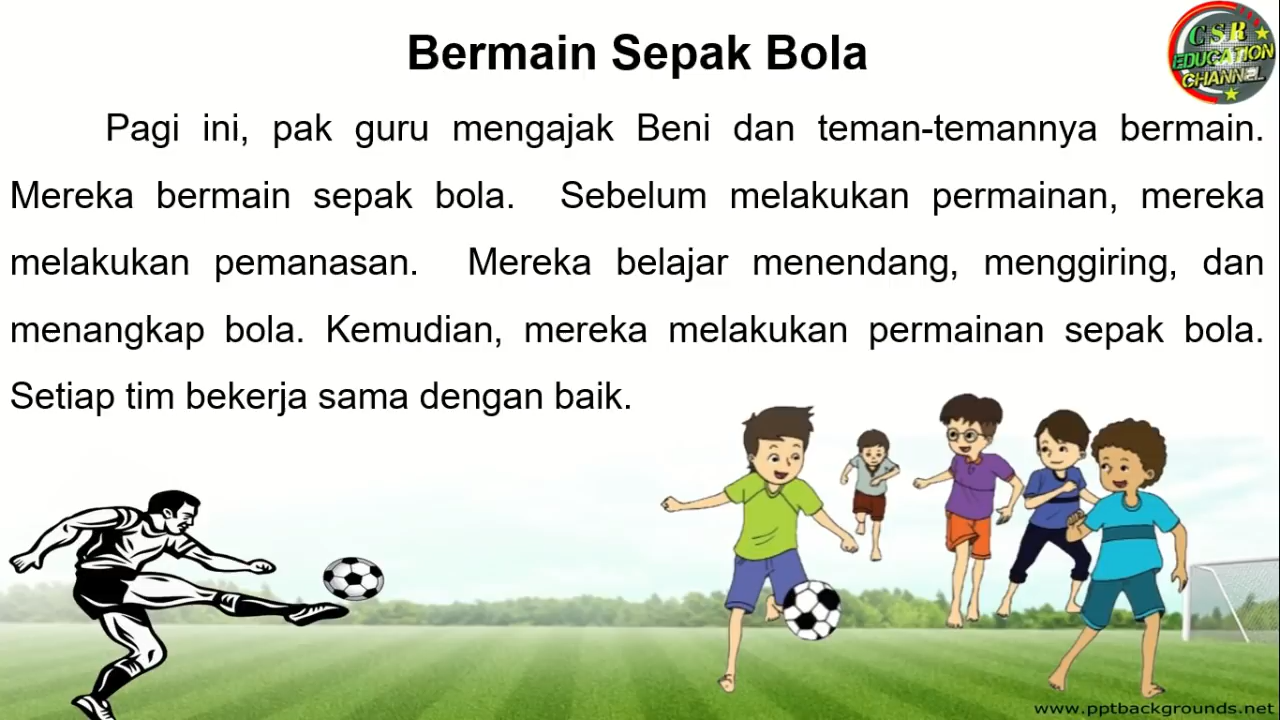 Bermain Sepak Bola
CSR
EDUCATION
CHANNEL
Pagi ini, pak guru mengajak Beni dan teman-temannya bermain.
Mereka bermain sepak bola. Sebelum melakukan permainan, mereka
melakukan pemanasan. Mereka belajar menendang, menggiring, dan
menangkap bola. Kemudian, mereka melakukan permainan sepak bola.
Setiap tim bekerja sama dengan baik.
www.pptbackgrounds.net